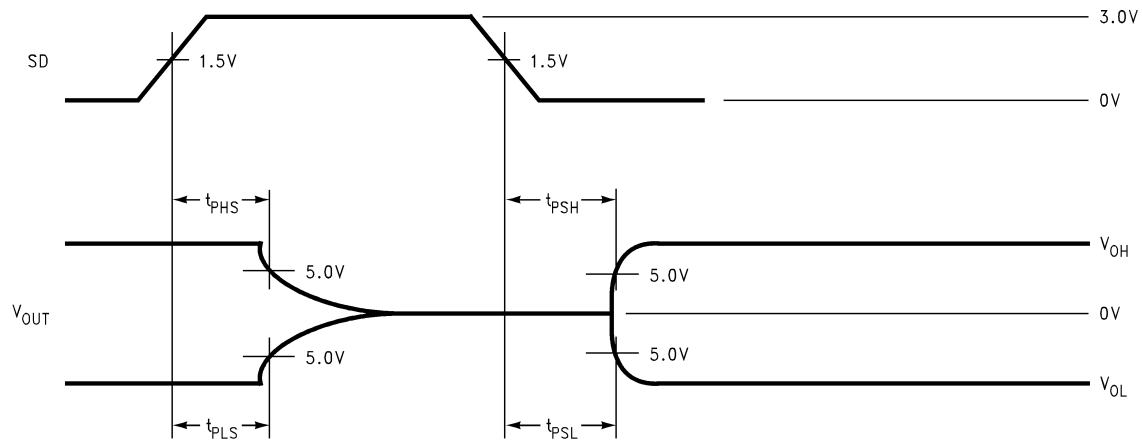 3.0V
SD
1.5V
1.5V
0V
tPHS
tPSH
VOH
5.0V
5.0V
VOUT
0V
5.0V
5.0V
VOL
tPLS
tPSL